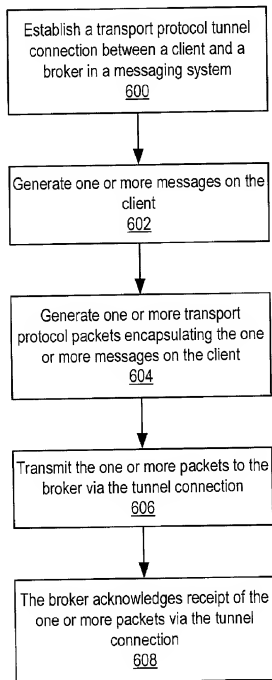 Establish a transport protocol tunnel
connection between a client and a
broker in a messaging system
600
Generate one or more messages on the
client
602
Generate one or more transport
protocol packets encapsulating the one
or more messages on the client
604
Transmit the one or more packets to the
broker via the tunnel connection
606
The broker acknowledges receipt of the
one or more packets via the tunnel
connection
608